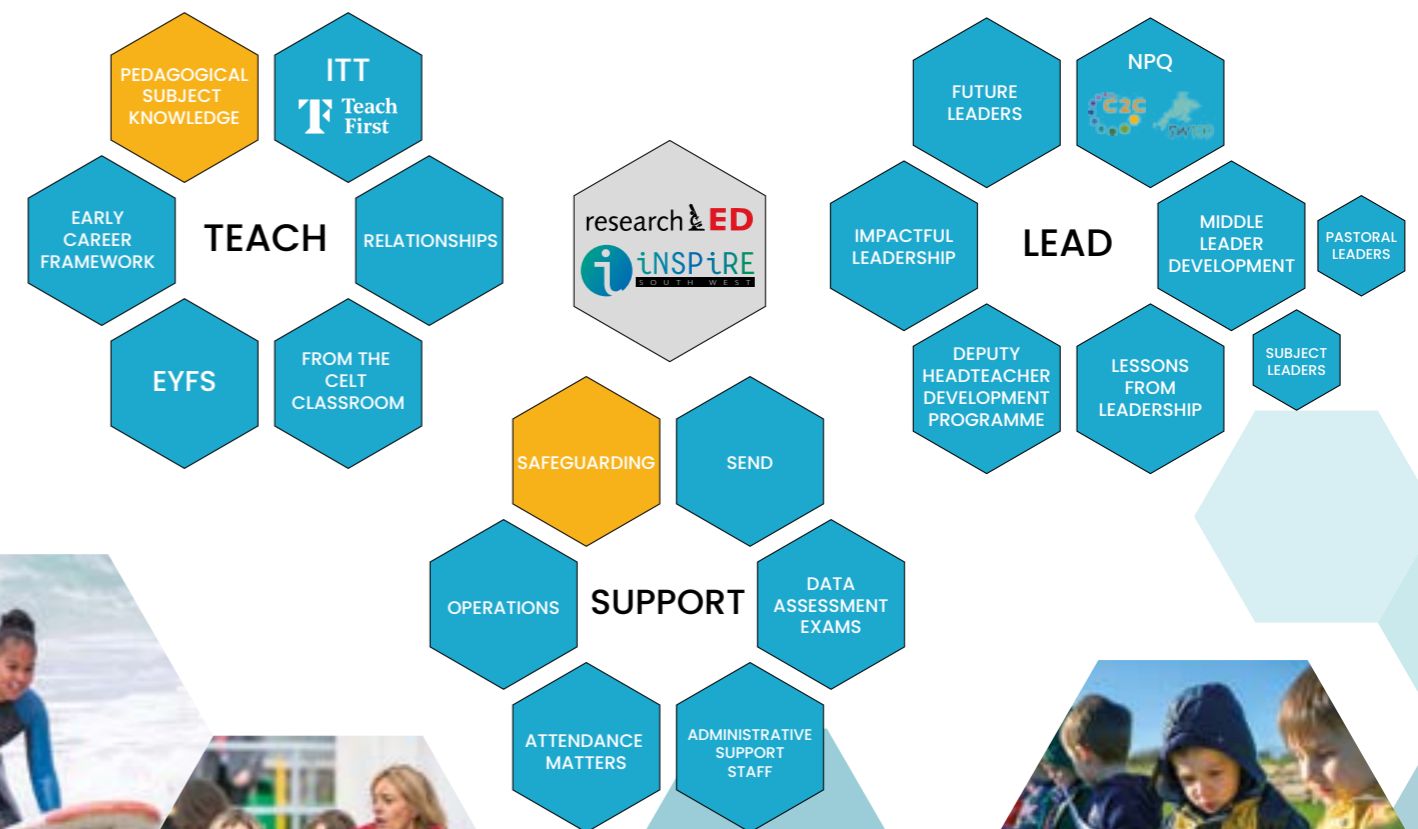 PEDAGOGICAL
SUBJECT
KNOWLEDGE
ITT
Teach
First
EARLY
CAREER
FRAMEWORK
TEACH
RELATIONSHIPS
EYFS
FROM THE
CELT
CLASSROOM
researchED
iNSPiRE
SOUTH WEST
FUTURE
LEADERS
NPQ
C2C
IMPACTFUL
LEADERSHIP
LEAD
MIDDLE
LEADER
DEVELOPMENT
PASTORAL
LEADERS
DEPUTY
HEADTEACHER
DEVELOPMENT
PROGRAMME
LESSONS
FROM
LEADERSHIP
SUBJECT
LEADERS
SAFEGUARDING
SEND
OPERATIONS
SUPPORT
DATA
ASSESSMENT
EXAMS
ATTENDANCE
MATTERS
ADMINISTRATIVE
SUPPORT
STAFF